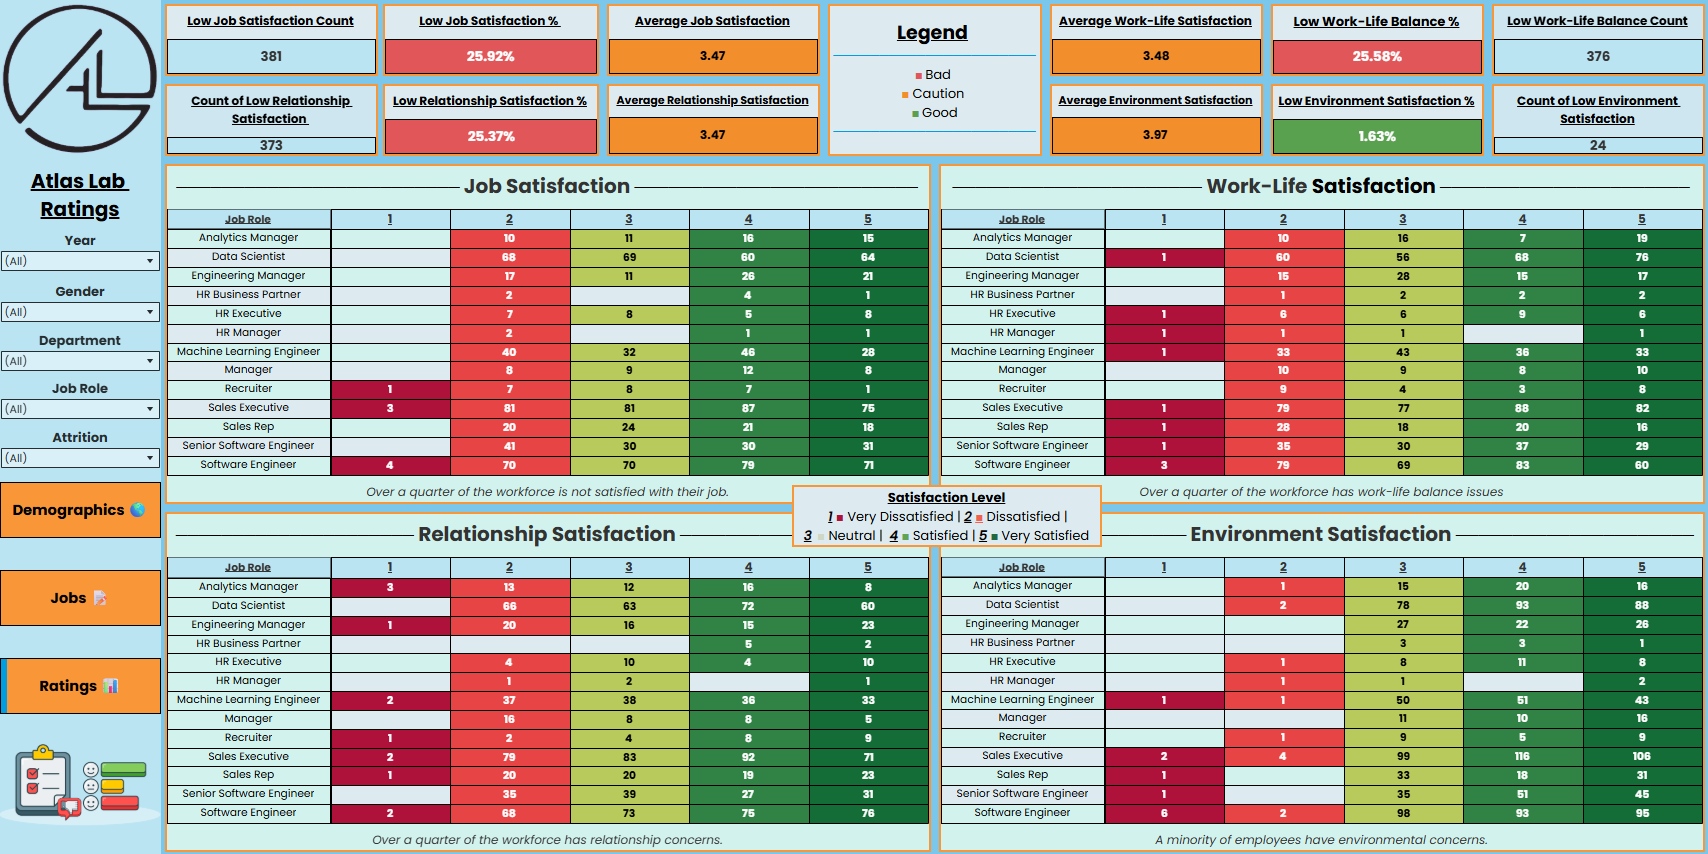 Low Job Satisfaction Count
381
Low Job Satisfaction %
25.92%
Average Job Satisfaction
3.47
Legend
Bad
Caution
Good
Average Work-Life Satisfaction
3.48
Low Work-Life Balance %
25.58%
Low Work-Life Balance Count
376
Count of Low Relationship
Satisfaction
373
Low Relationship Satisfaction %
25.37%
Average Relationship Satisfaction
3.47
Average Environment Satisfaction
3.97
Low Environment Satisfaction %
1.63%
Count of Low Environment
Satisfaction
24
Atlas Lab
Ratings
Year
(All)
Gender
(All)
Department
(All)
Job Role
(All)
Attrition
(All)
Demographics
Jobs
Ratings
Job Satisfaction
Job Role 1 2 3 4 5
Analytics Manager 10 11 16 15
Data Scientist 68 69 60 64
Engineering Manager 17 11 26 21
HR Business Partner 2 4 1
HR Executive 7 8 5 8
HR Manager 2 1 1
Machine Learning Engineer 40 32 46 28
Manager 8 9 12 8
Recruiter 1 7 8 7 1
Sales Executive 3 81 81 87 75
Sales Rep 20 24 21 18
Senior Software Engineer 41 30 30 31
Software Engineer 4 70 70 79 71
Over a quarter of the workforce is not satisfied with their job.
Work-Life Satisfaction
Job Role 1 2 3 4 5
Analytics Manager 10 16 7 19
Data Scientist 1 60 56 68 76
Engineering Manager 15 28 15 17
HR Business Partner 1 2 2 2
HR Executive 1 6 6 9 6
HR Manager 1 1 1 1
Machine Learning Engineer 1 33 43 36 33
Manager 10 9 8 10
Recruiter 9 4 3 8
Sales Executive 1 79 77 88 82
Sales Rep 1 28 18 20 16
Senior Software Engineer 1 35 30 37 29
Software Engineer 3 79 69 83 60
Over a quarter of the workforce has work-life balance issues
Satisfaction Level
1 Very Dissatisfied | 2 Dissatisfied |
3 Neutral | 4 Satisfied | 5 Very Satisfied
Relationship Satisfaction
Job Role 1 2 3 4 5
Analytics Manager 3 13 12 16 8
Data Scientist 66 63 72 60
Engineering Manager 1 20 16 15 23
HR Business Partner 5 2
HR Executive 4 10 4 10
HR Manager 1 2 1
Machine Learning Engineer 2 37 38 36 33
Manager 16 8 8 5
Recruiter 1 2 4 8 9
Sales Executive 2 79 83 92 71
Sales Rep 1 20 20 19 23
Senior Software Engineer 35 39 27 31
Software Engineer 2 68 73 75 76
Over a quarter of the workforce has relationship concerns.
Environment Satisfaction
Job Role 1 2 3 4 5
Analytics Manager 1 15 20 16
Data Scientist 2 78 93 88
Engineering Manager 27 22 26
HR Business Partner 3 3 1
HR Executive 1 8 11 8
HR Manager 1 1 2
Machine Learning Engineer 1 1 50 51 43
Manager 11 10 16
Recruiter 1 9 5 9
Sales Executive 2 4 99 116 106
Sales Rep 1 33 18 31
Senior Software Engineer 1 35 51 45
Software Engineer 6 2 98 93 95
A minority of employees have environmental concerns.